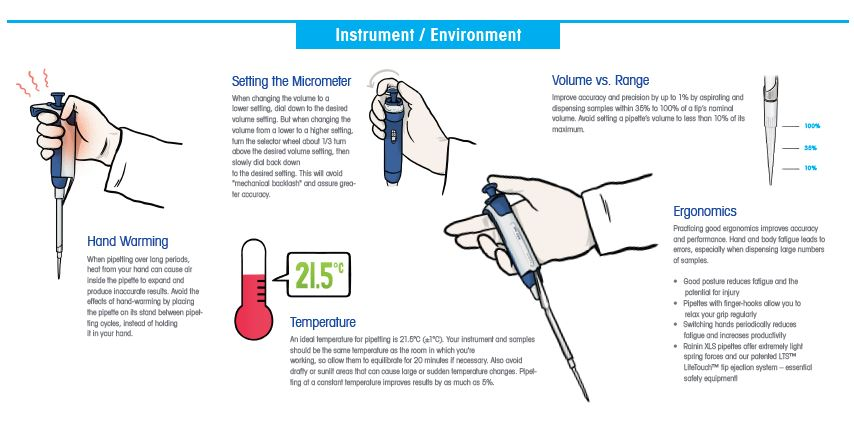 Instrument / Environment
Setting the Micrometer
When changing the volume to a
lower setting, dial down to the desired
volume setting. But when changing the
volume from a lower to a higher setting,
turn the selector wheel about 1/3 turn
above the desired volume setting, then
slowly dial back down
to the desired setting. This will avoid
"mechanical backlash" and assure grea-
ter accuracy.
Volume vs. Range
Improve accuracy and precision by up to 1% by aspirating and
dispensing samples within 35% to 100% of a tip's nominal
volume. Avoid setting a pipette's volume to less than 10% of its
maximum.
100%
35%
10%
Hand Warming
When pipetting over long periods,
heat from your hand can cause air
inside the pipette to expand and
produce inaccurate results. Avoid the
effects of hand-warming by placing
the pipette on its stand between pipet-
ting cycles, instead of holding
it in your hand.
21.5°C
Temperature
An ideal temperature for pipetting is 21.5°C (±1°C). Your instrument and samples
should be the same temperature as the room in which you're
working, so allow them to equilibrate for 20 minutes if necessary. Also avoid
drafty or sunlit areas that can cause large or sudden temperature changes. Pipet-
ting at a constant temperature improves results by as much as 5%.
Ergonomics
Practicing good ergonomics improves accuracy
and performance. Hand and body fatigue leads to
errors, especially when dispensing large numbers
of samples.
• Good posture reduces fatigue and the
potential for injury
• Pipettes with finger-hooks allow you to
relax your grip regularly
• Switching hands periodically reduces
fatigue and increases productivity
• Rainin XLS pipettes offer extremely light
spring forces and our patented LTS™
LiteTouch™ tip ejection system – essential
safety equipment!